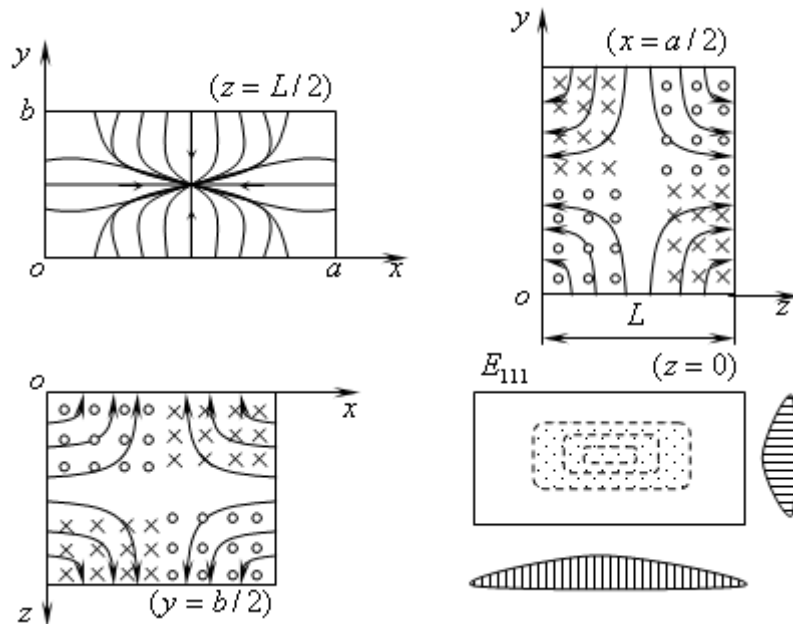 y
(z = L/2)
b
o
a
x
y
(x = a/2)
o
z
L
o
x
(y = b/2)
z
E₁₁₁
(z = 0)